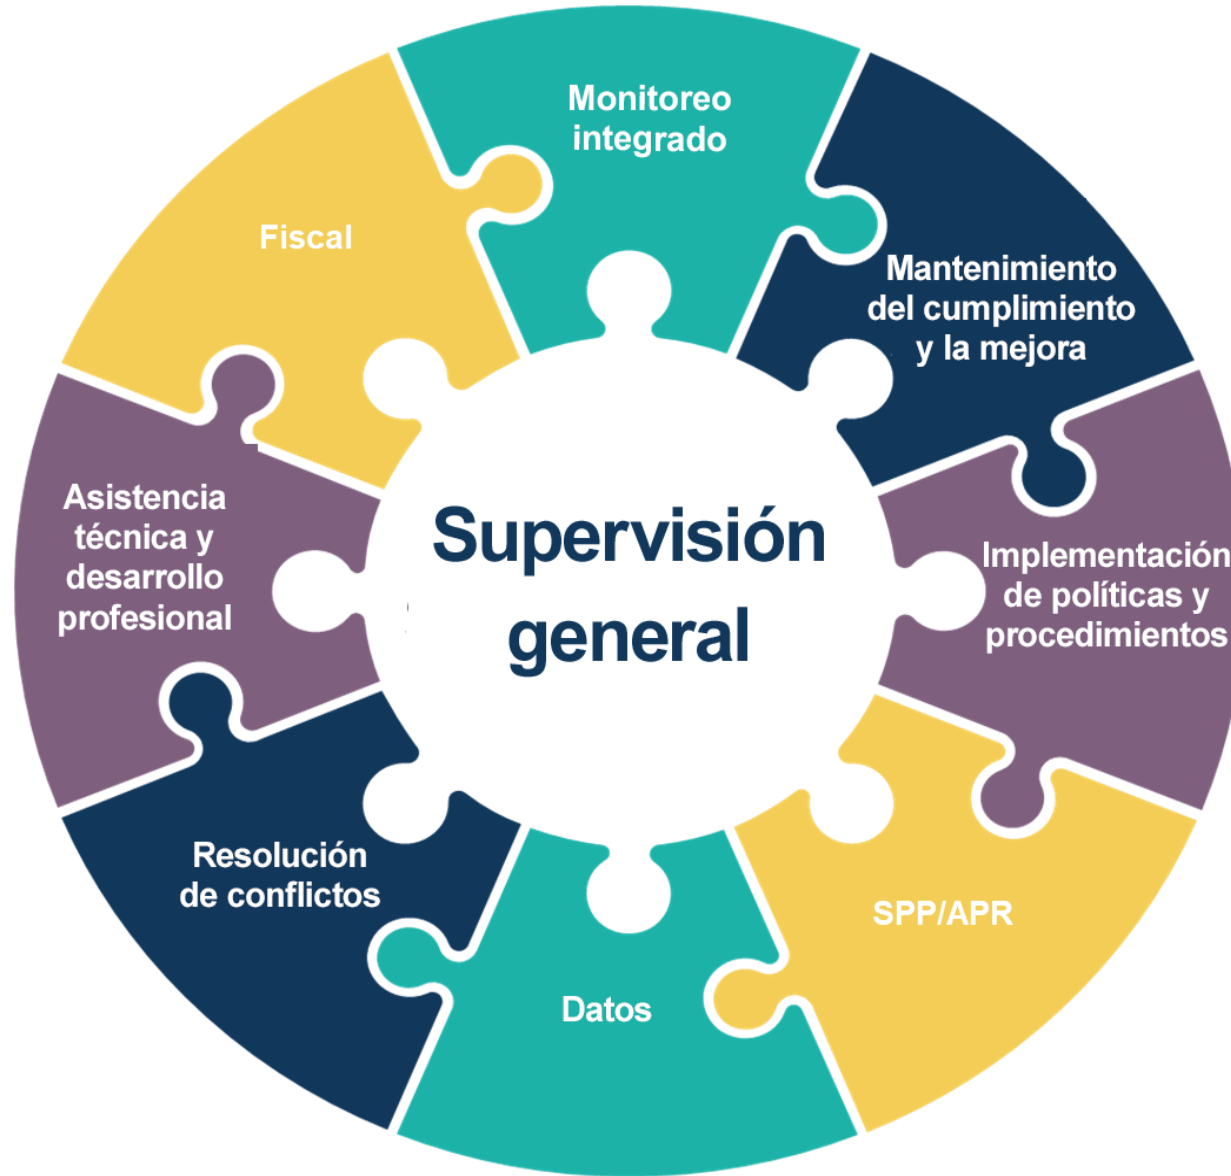 Monitoreo
integrado
Mantenimiento
del cumplimiento
y la mejora
Implementación
de políticas y
procedimientos
SPP/APR
Datos
Resolución
de conflictos
Asistencia
técnica y
desarrollo
profesional
Fiscal
Supervisión
general